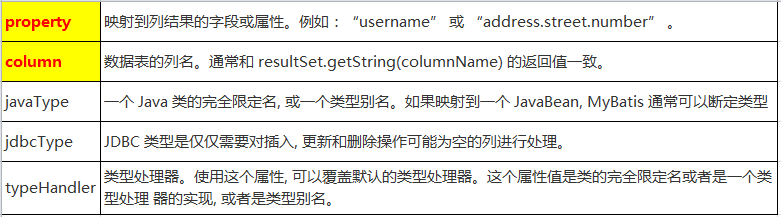 property 映射到列结果的字段或属性。例如：“username” 或 “address.street.number” 。
column 数据表的列名。通常和 resultSet.getString(columnName) 的返回值一致。
javaType 一个 Java 类的完全限定名, 或一个类型别名。如果映射到一个 JavaBean, MyBatis 通常可以断定类型
jdbcType JDBC 类型是仅仅需要对插入, 更新和删除操作可能为空的列进行处理。
typeHandler 类型处理器。使用这个属性, 可以覆盖默认的类型处理器。这个属性值是类的完全限定名或者是一个类
型处理 器的实现, 或者是类型别名。